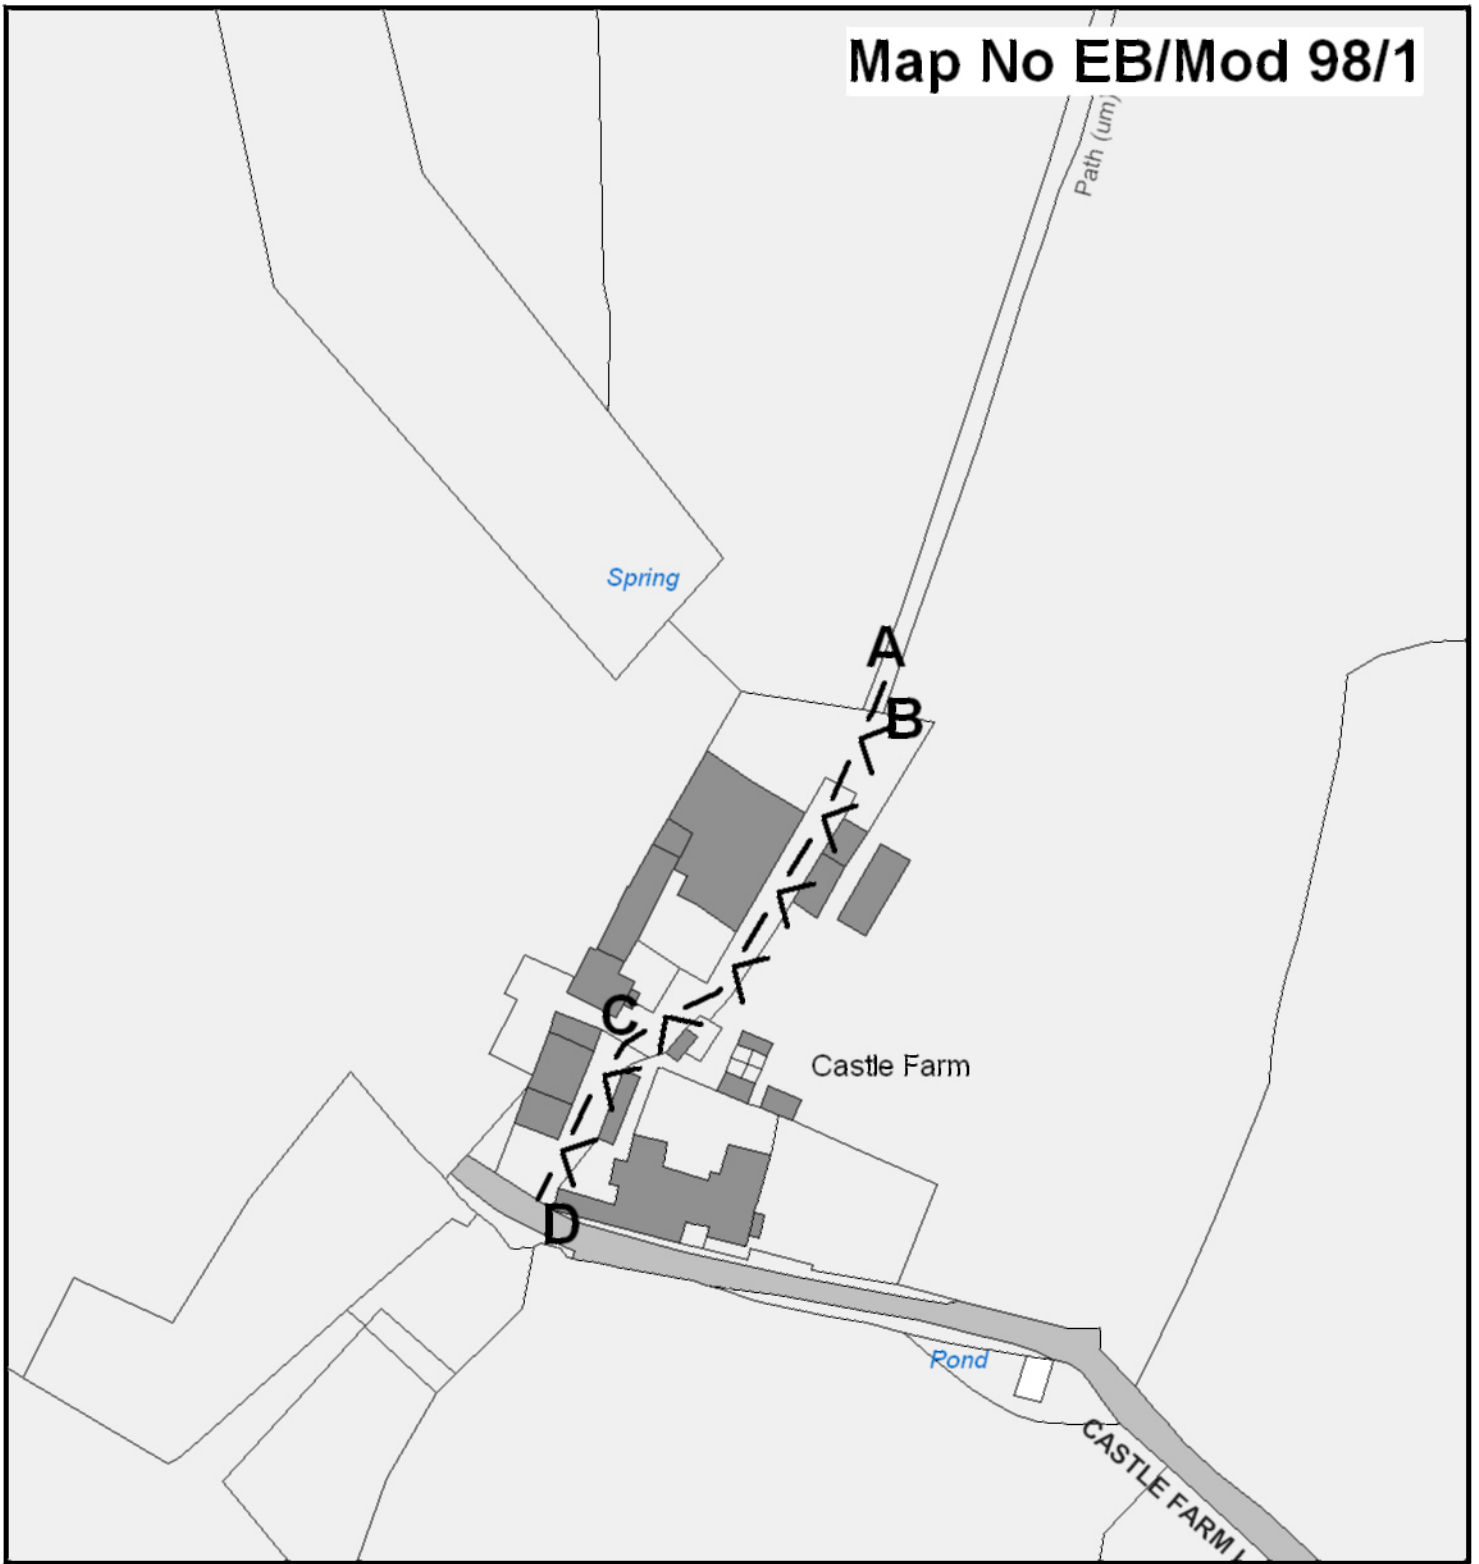 Map No EB/Mod 98/1
Path (um)
Spring
A
B
C
Castle Farm
D
Pond
CASTLE FARM